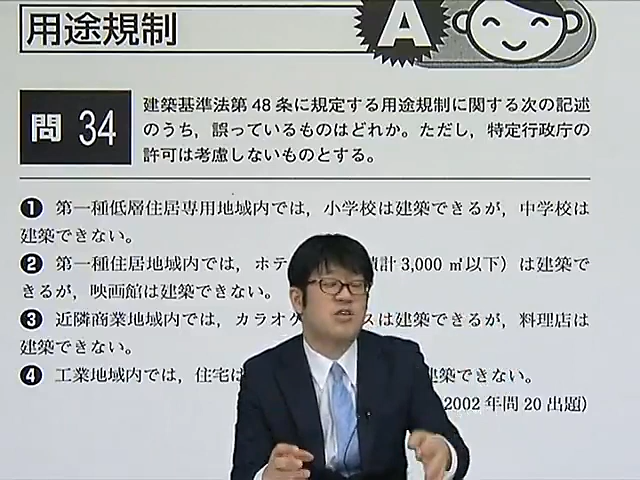 用途規制
A
問 34
建築基準法第 48 条に規定する用途規制に関する次の記述
のうち，誤っているものはどれか。ただし，特定行政庁の
許可は考慮しないものとする。
❶ 第一種低層住居専用地域内では，小学校は建築できるが，中学校は
建築できない。
❷ 第一種住居地域内では，ホテ 計 3,000 ㎡以下）は建築で
きるが，映画館は建築できない。
❸ 近隣商業地域内では，カラオケ スは建築できるが，料理店は
建築できない。
❹ 工業地域内では，住宅は 建築できない。
2002 年問 20 出題）